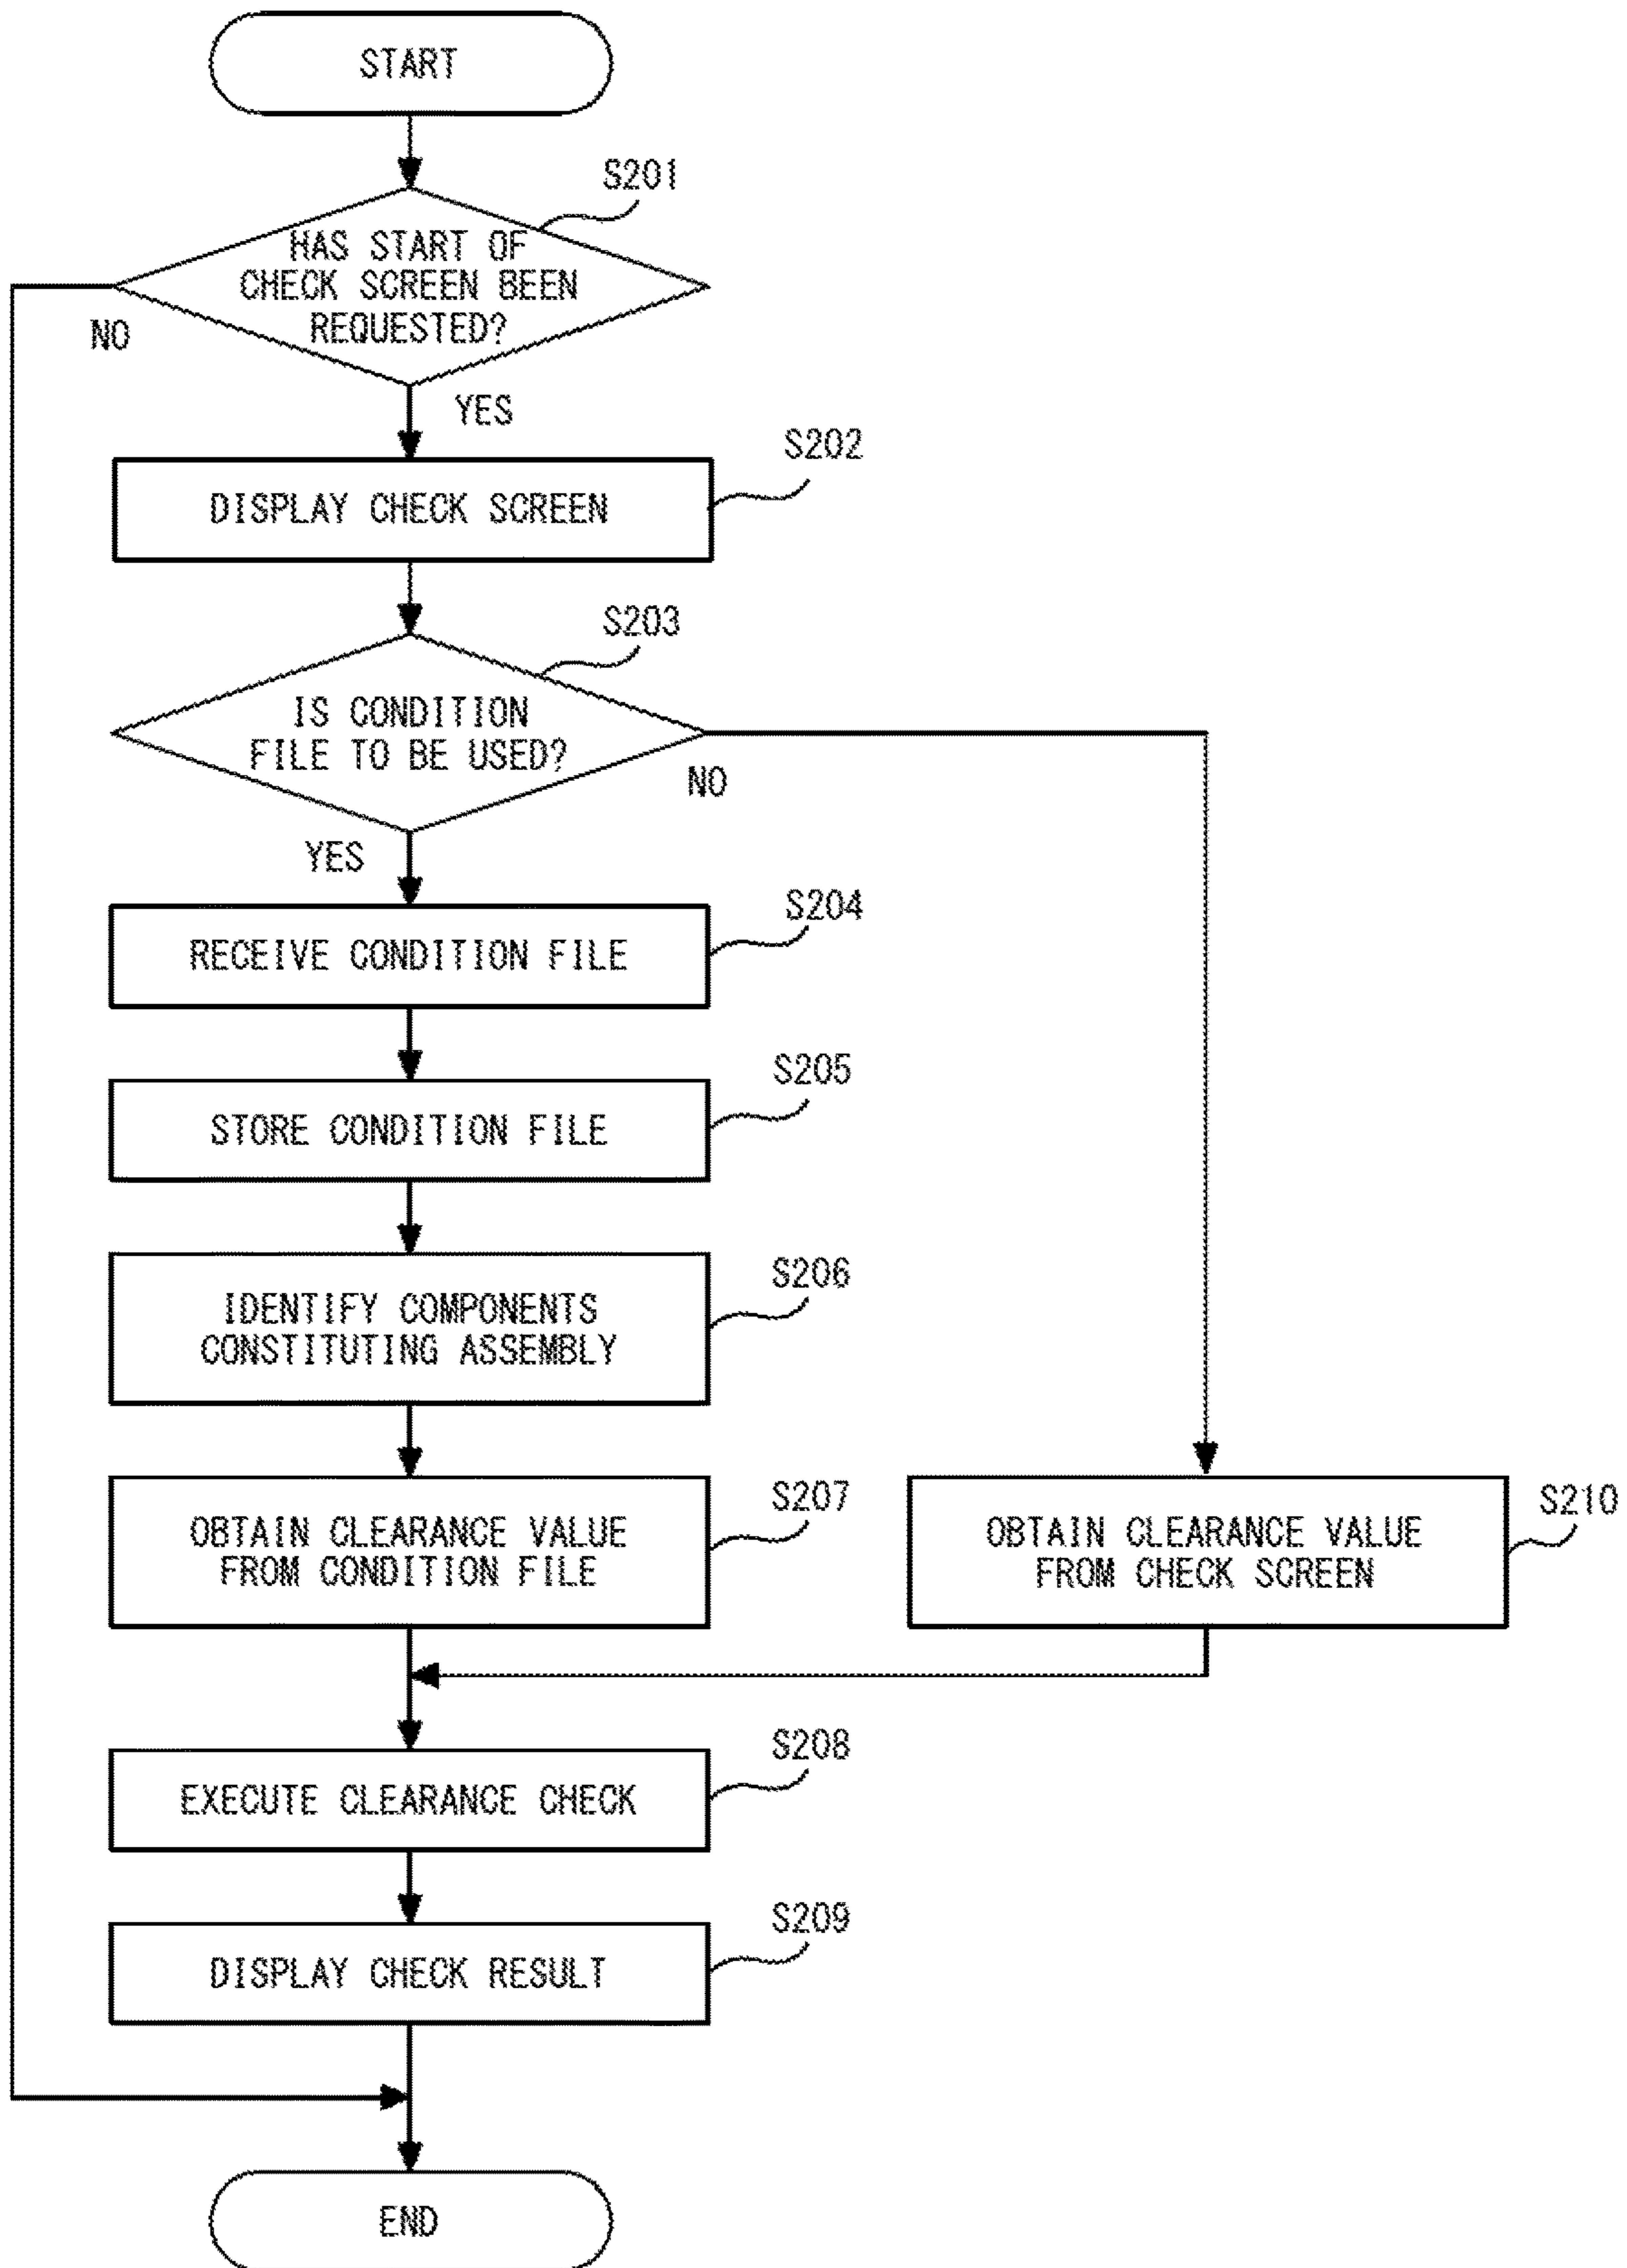 START
S201
HAS START OF
CHECK SCREEN BEEN
REQUESTED?
NO
YES
S202
DISPLAY CHECK SCREEN
S203
IS CONDITION
FILE TO BE USED?
NO
YES
S204
RECEIVE CONDITION FILE
S205
STORE CONDITION FILE
S206
IDENTIFY COMPONENTS
CONSTITUTING ASSEMBLY
S207
OBTAIN CLEARANCE VALUE
FROM CONDITION FILE
S210
OBTAIN CLEARANCE VALUE
FROM CHECK SCREEN
S208
EXECUTE CLEARANCE CHECK
S209
DISPLAY CHECK RESULT
END